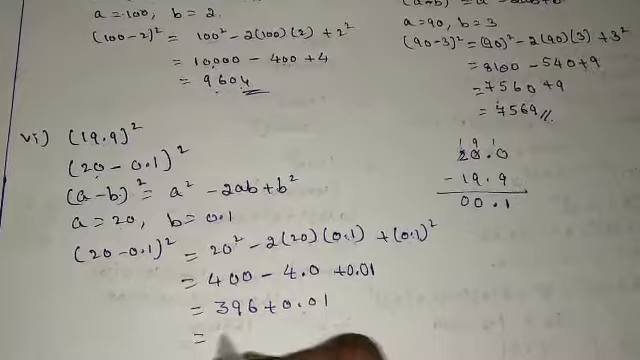 a = 100, b = 2.
(100-2)² = 100² - 2(100)(2) + 2²
= 10,000 - 400 + 4
= 9604
a = 90, b = 3
(90-3)² = (90)² - 2(90)(3) + 3²
= 8100 - 540 + 9
= 7560 + 9
= 7569 //
vi) (19.9)²
(20 - 0.1)²
(a-b)² = a² - 2ab + b²
a = 20, b = 0.1
(20-0.1)² = 20² - 2(20)(0.1) + (0.1)²
= 400 - 4.0 + 0.01
= 396 + 0.01
=
1 9 1
20.0
- 19.9
00.1